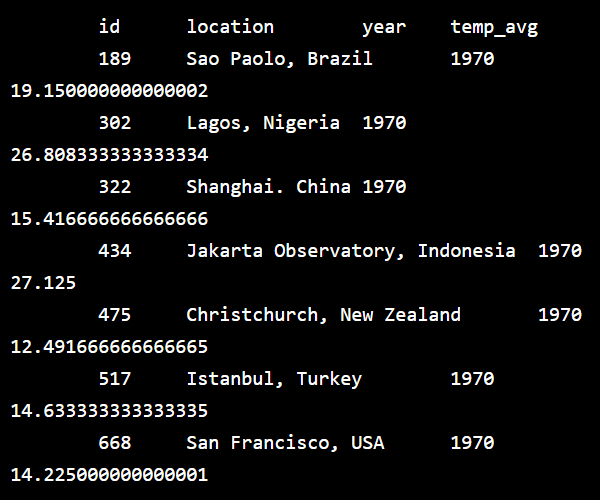 id location year temp_avg
189 Sao Paolo, Brazil 1970
19.150000000000002
302 Lagos, Nigeria 1970
26.808333333333334
322 Shanghai. China 1970
15.416666666666666
434 Jakarta Observatory, Indonesia 1970
27.125
475 Christchurch, New Zealand 1970
12.491666666666665
517 Istanbul, Turkey 1970
14.633333333333335
668 San Francisco, USA 1970
14.225000000000001